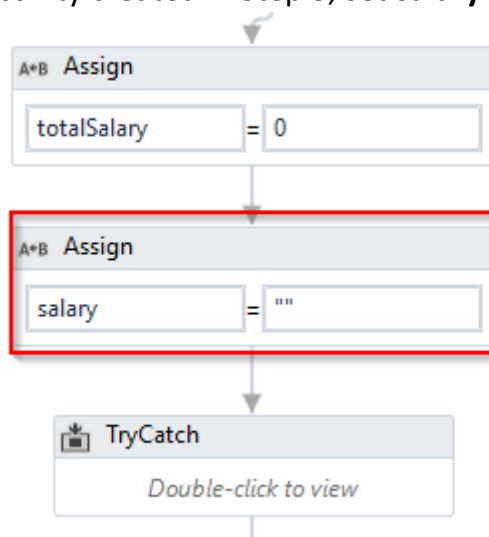 A+B Assign
totalSalary = 0
A+B Assign
salary = ""
TryCatch
Double-click to view